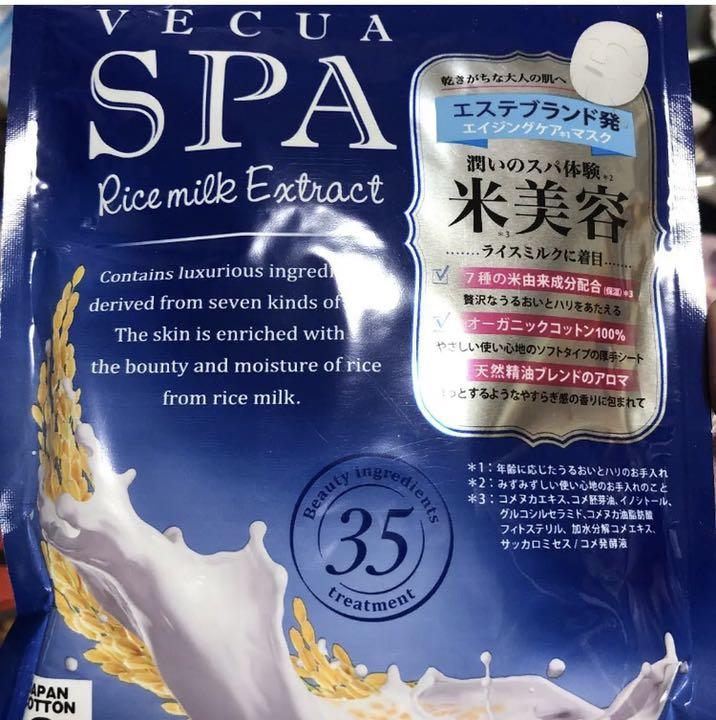 VECUA
SPA
Rice milk Extract
Contains luxurious
derived from seven kinds of
The skin is enriched with
the bounty and moisture of rice
from rice milk.
Beauty ingredients
35
treatment
乾きがちな大人の肌へ
エステブランド発
エイジングケア※1マスク
潤いのスパ体験※2
米美容
※3
ライスミルクに着目
7種の米由来成分配合(保湿)※3
贅沢なうるおいとハリをあたえる
オーガニックコットン100%
やさしい使い心地のソフトタイプの厚手シート
天然精油ブレンドのアロマ
っとするようなやすらぎ感の香りに包まれて
*1:年齢に応じたうるおいとハリのお手入れ
*2:みずみずしい使い心地のお手入れのこと
*3:コメヌカエキス、コメ胚芽油、イノシトール、
グルコシルセラミド、コメヌカ油脂肪酸
フィトステリル、加水分解コメエキス、
サッカロミセス/コメ発酵液